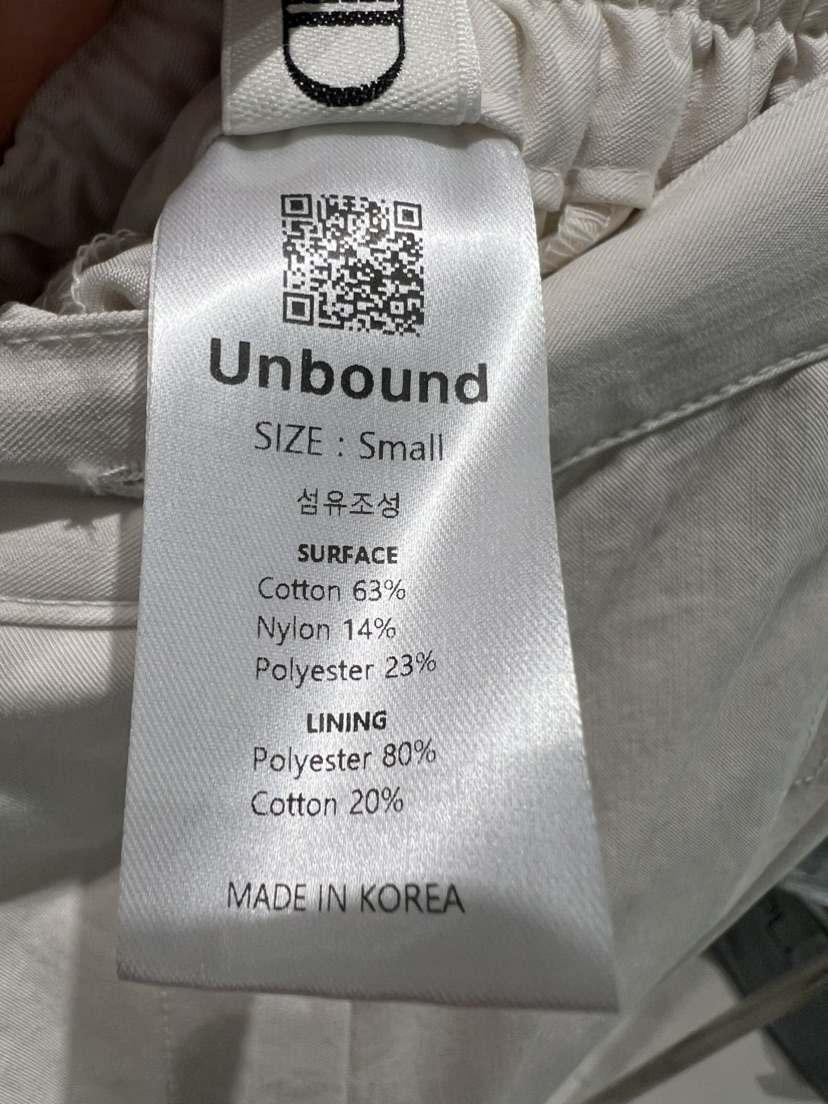 Unbound
SIZE : Small
섬유조성
SURFACE
Cotton 63%
Nylon 14%
Polyester 23%
LINING
Polyester 80%
Cotton 20%
MADE IN KOREA